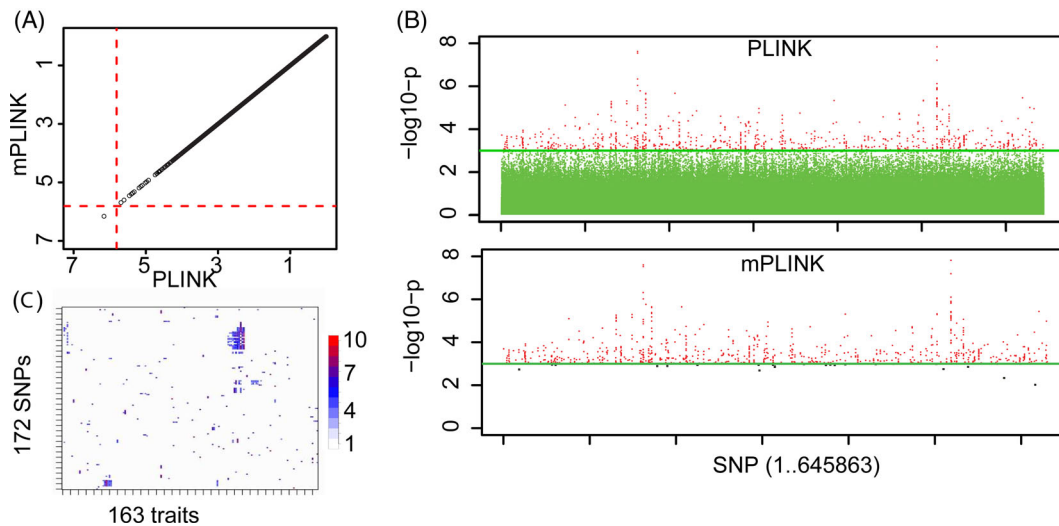 (A)
mPLINK
1
3
5
7
7
5
3
1
PLINK
(B)
PLINK
-log10-p
8
6
4
2
0
mPLINK
-log10-p
8
6
4
2
0
SNP (1..645863)
(C)
172 SNPs
163 traits
10
7
4
1